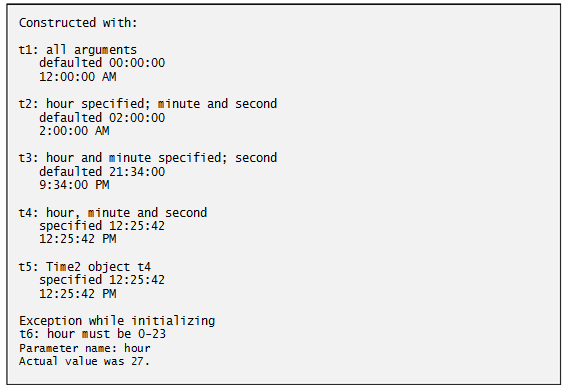 Constructed with:
t1: all arguments
defaulted 00:00:00
12:00:00 AM
t2: hour specified; minute and second
defaulted 02:00:00
2:00:00 AM
t3: hour and minute specified; second
defaulted 21:34:00
9:34:00 PM
t4: hour, minute and second
specified 12:25:42
12:25:42 PM
t5: Time2 object t4
specified 12:25:42
12:25:42 PM
Exception while initializing
t6: hour must be 0-23
Parameter name: hour
Actual value was 27.